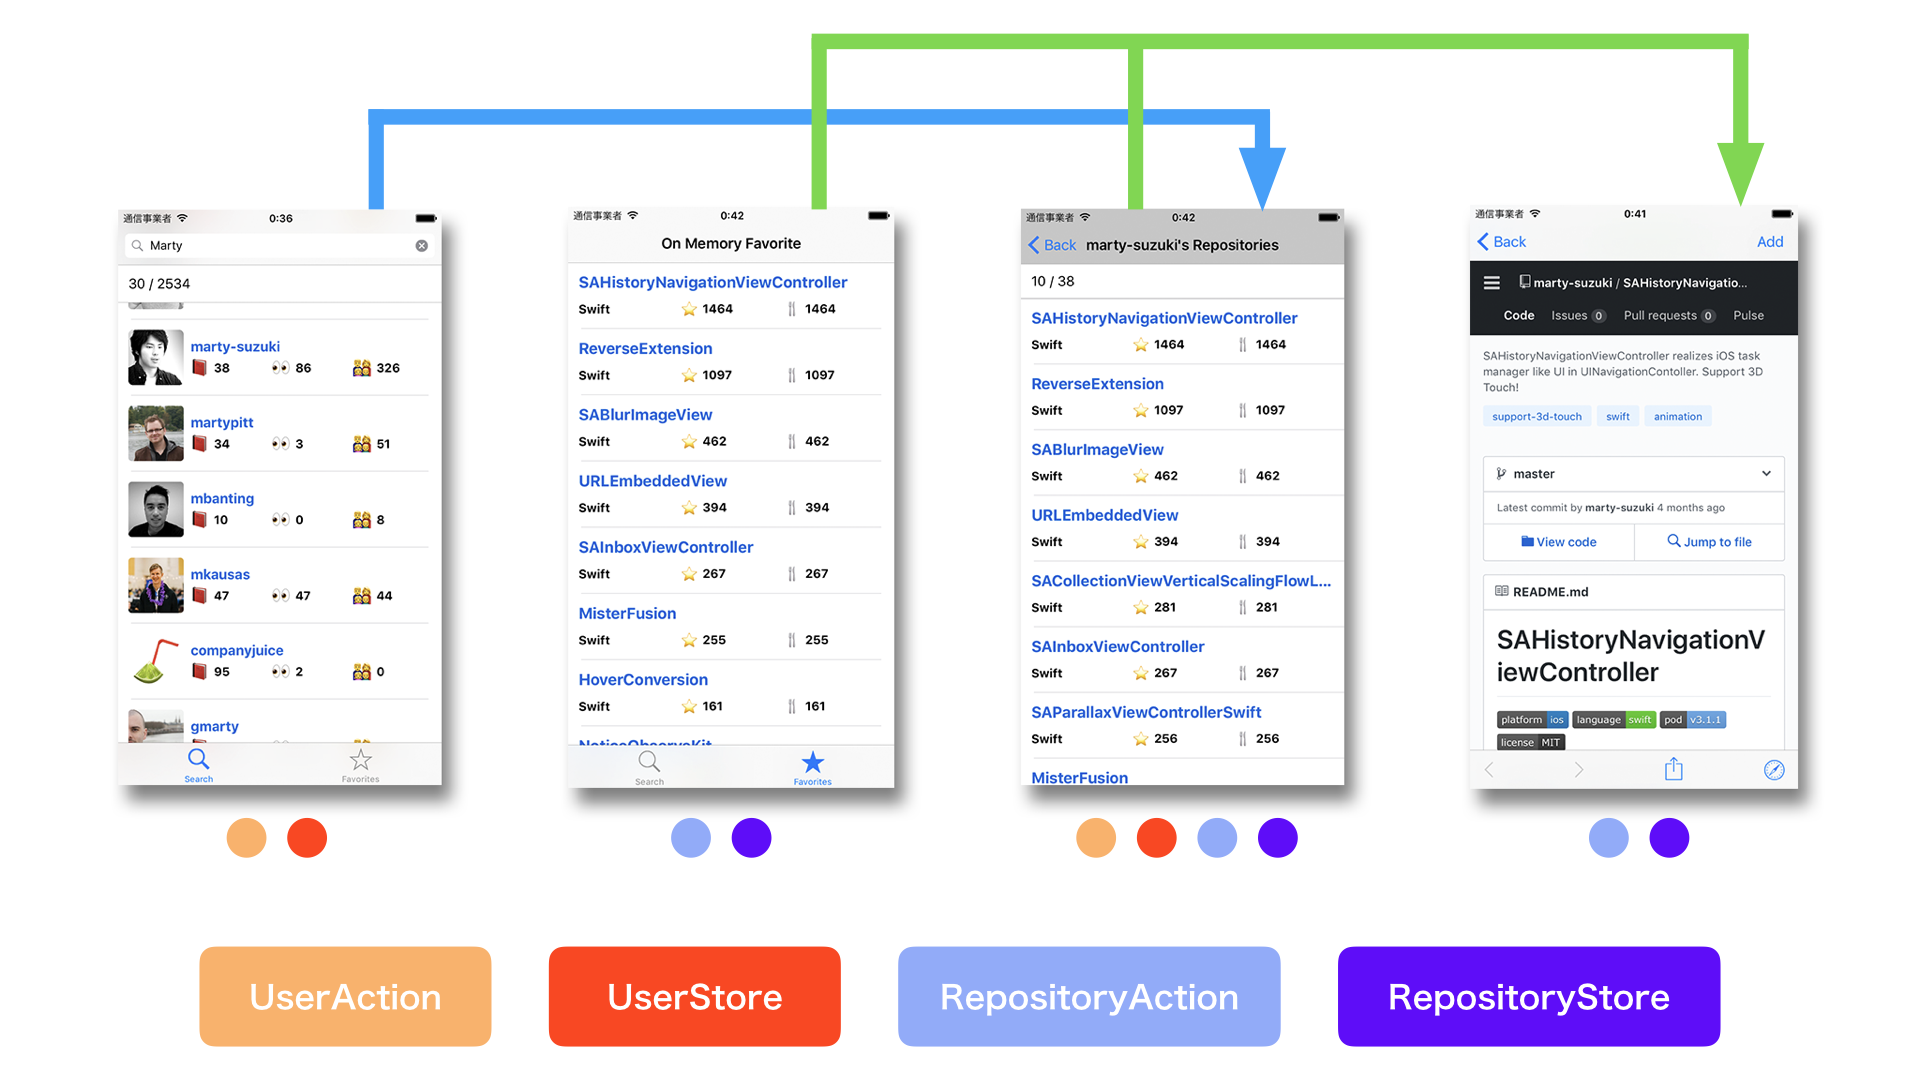 通信事業者
0:36
Marty
30 / 2534
marty-suzuki
38
86
326
martypitt
34
3
51
mbanting
10
0
8
mkausas
47
47
44
companyjuice
95
2
0
gmarty
Search
Favorites
通信事業者
0:42
On Memory Favorite
SAHistoryNavigationViewController
Swift
1464
1464
ReverseExtension
Swift
1097
1097
SABlurImageView
Swift
462
462
URLEmbeddedView
Swift
394
394
SAInboxViewController
Swift
267
267
MisterFusion
Swift
255
255
HoverConversion
Swift
161
161
NoticeObserveKit
Search
Favorites
通信事業者
0:42
Back
marty-suzuki's Repositories
10 / 38
SAHistoryNavigationViewController
Swift
1464
1464
ReverseExtension
Swift
1097
1097
SABlurImageView
Swift
462
462
URLEmbeddedView
Swift
394
394
SACollectionViewVerticalScalingFlowL...
Swift
281
281
SAInboxViewController
Swift
267
267
SAParallaxViewControllerSwift
Swift
256
256
MisterFusion
通信事業者
0:41
Back
Add
marty-suzuki / SAHistoryNavigatio...
Code
Issues 0
Pull requests 0
Pulse
SAHistoryNavigationViewController realizes iOS task
manager like UI in UINavigationContoller. Support 3D
Touch!
support-3d-touch
swift
animation
master
Latest commit by marty-suzuki 4 months ago
View code
Jump to file
README.md
SAHistoryNavigationV
iewController
platform ios
language swift
pod v3.1.1
license MIT
UserAction
UserStore
RepositoryAction
RepositoryStore